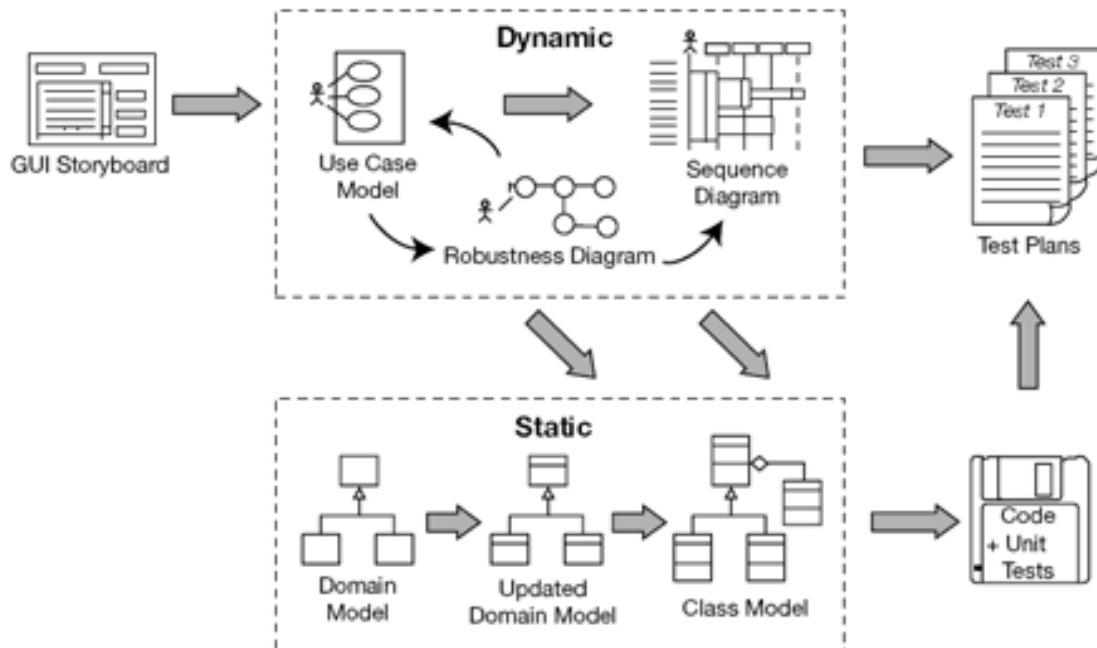 Dynamic
GUI Storyboard
Use Case
Model
Sequence
Diagram
Robustness Diagram
Test 3
Test 2
Test 1
Test Plans
Static
Domain
Model
Updated
Domain Model
Class Model
Code
+ Unit
Tests